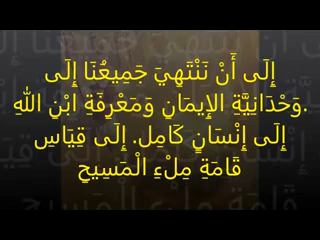 إِلَى أَنْ نَنْتَهِيَ جَمِيعُنَا إِلَى
وَحْدَانِيَّةِ الإِيمَانِ وَمَعْرِفَةِ ابْنِ اللهِ.
إِلَى إِنْسَانٍ كَامِل. إِلَى قِيَاسِ
قَامَةِ مِلْءِ الْمَسِيحِ